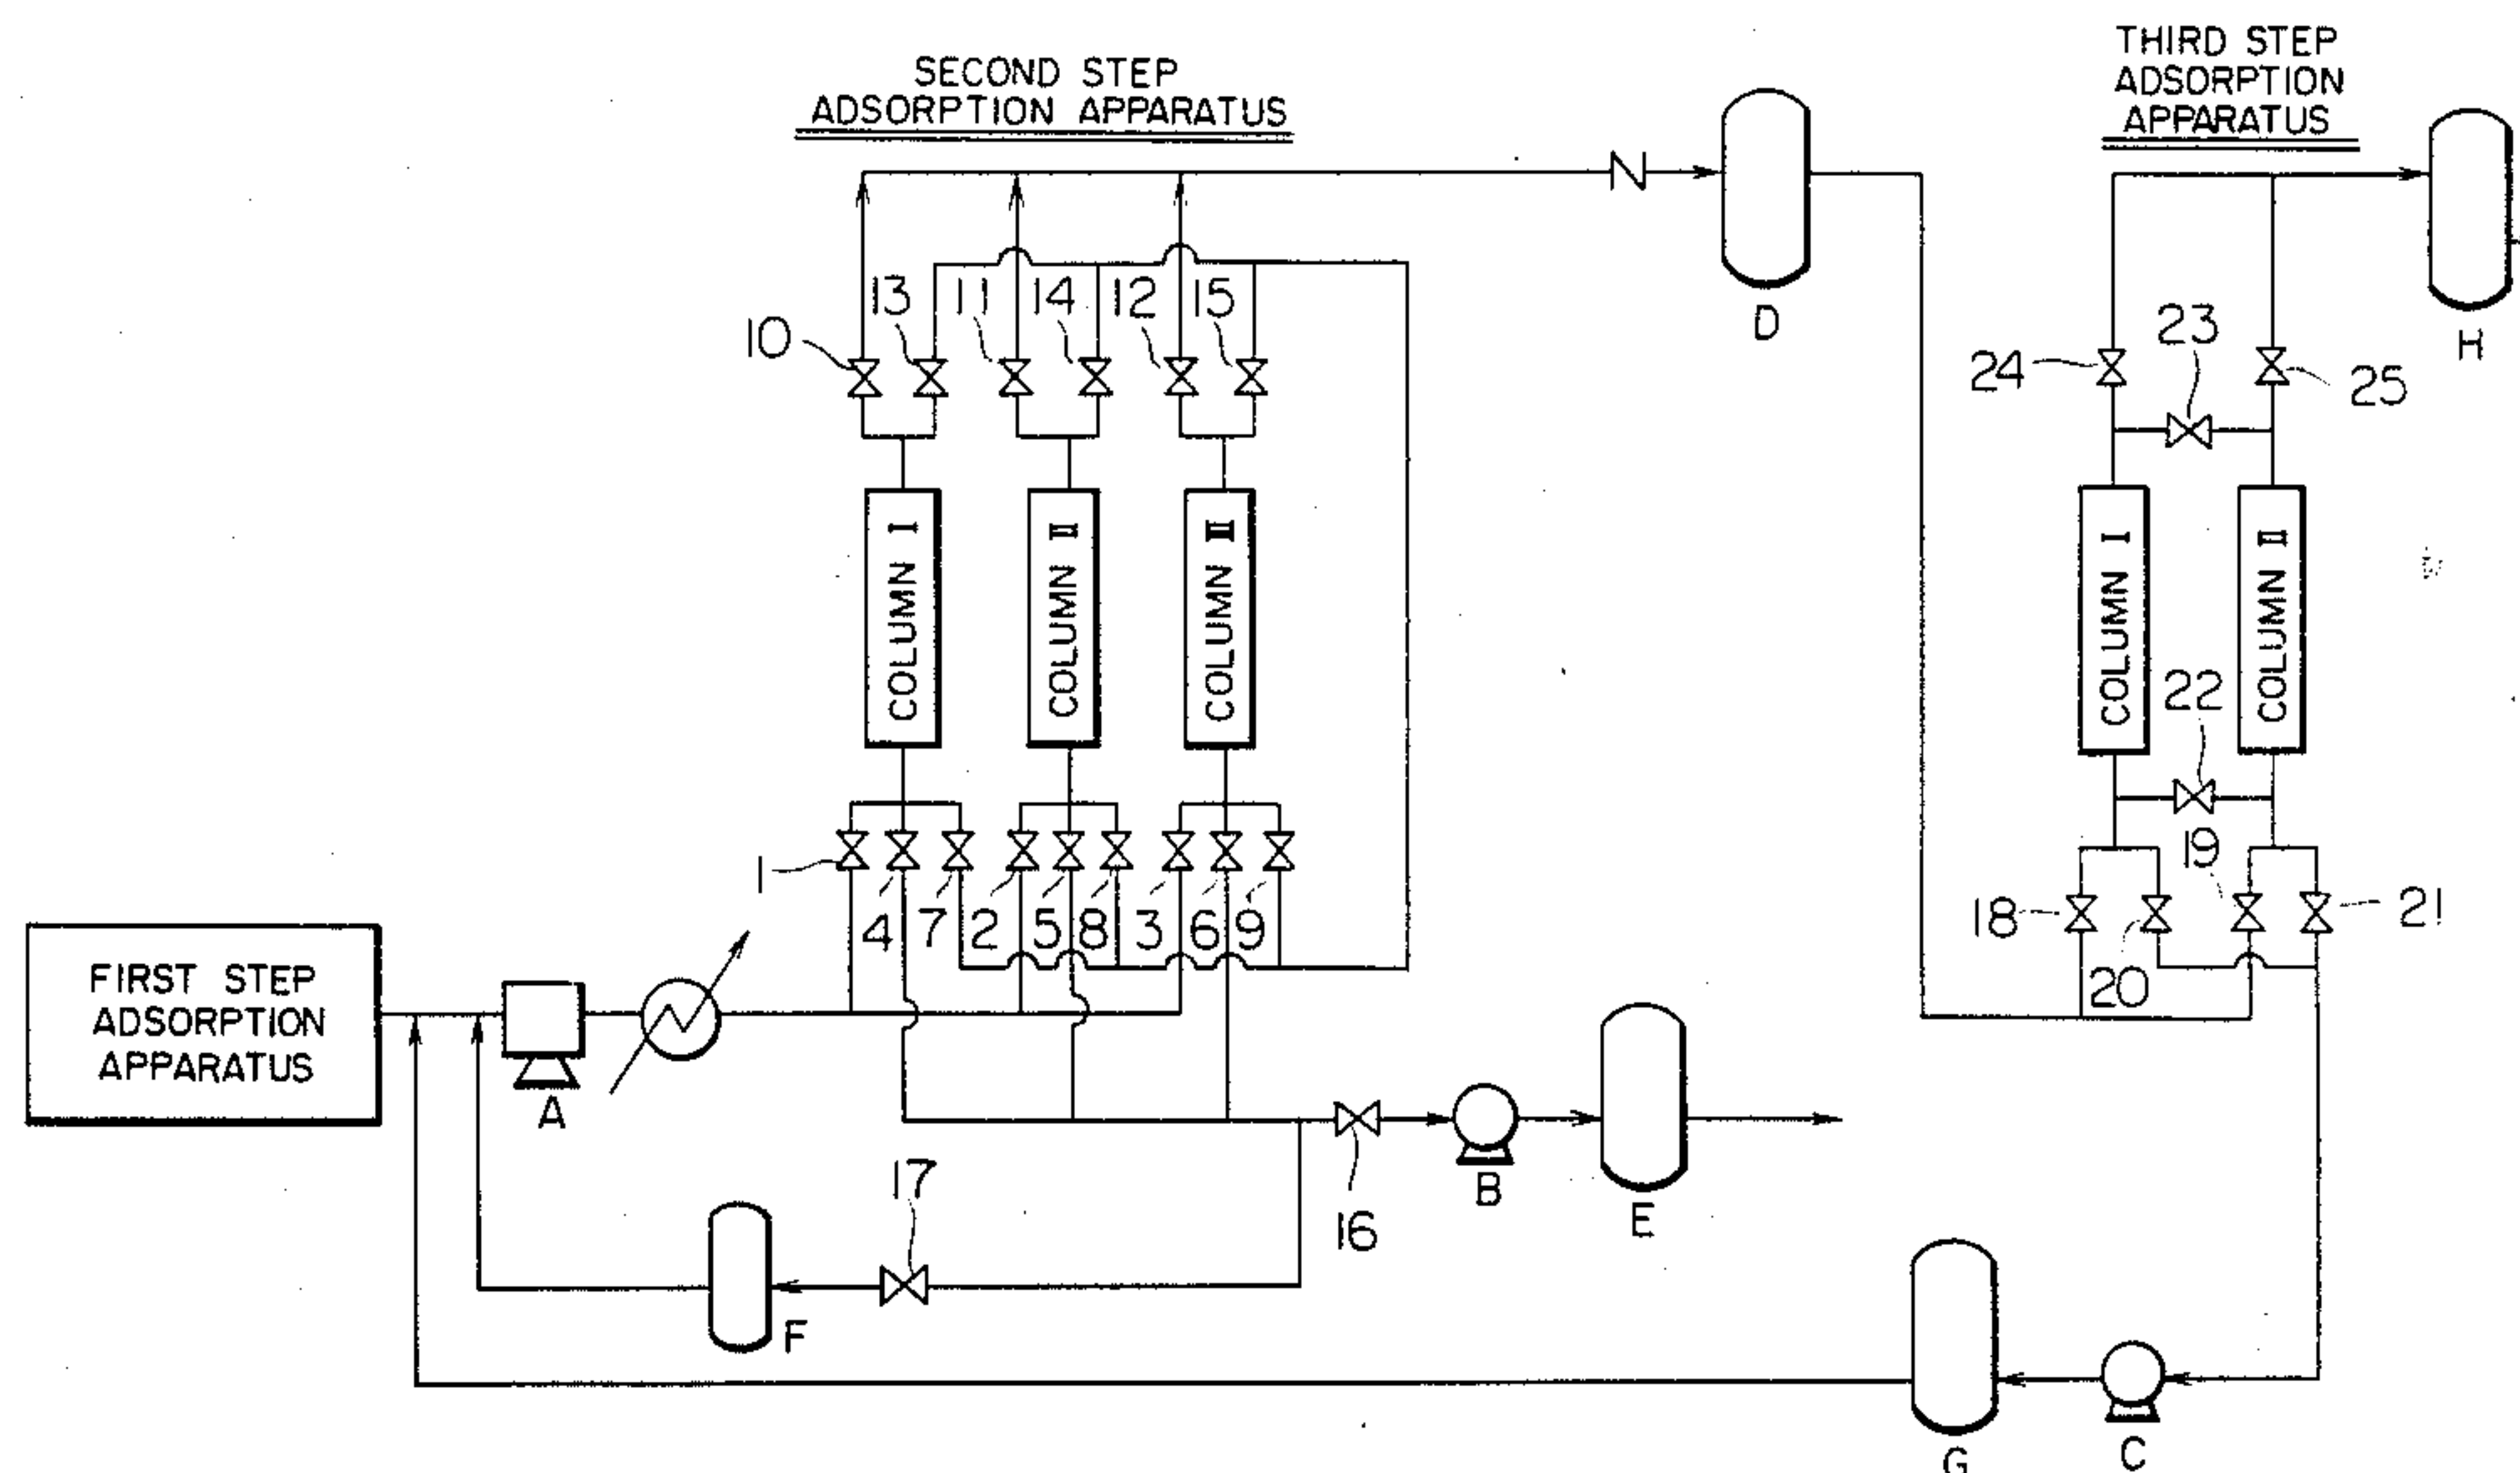 SECOND STEP
ADSORPTION APPARATUS
THIRD STEP
ADSORPTION
APPARATUS
D
H
10
13
11
14
12
15
24
23
25
COLUMN I
COLUMN II
COLUMN III
COLUMN I
COLUMN II
22
1
4
7
2
5
8
3
6
9
18
20
19
21
FIRST STEP
ADSORPTION
APPARATUS
A
B
E
16
17
F
G
C